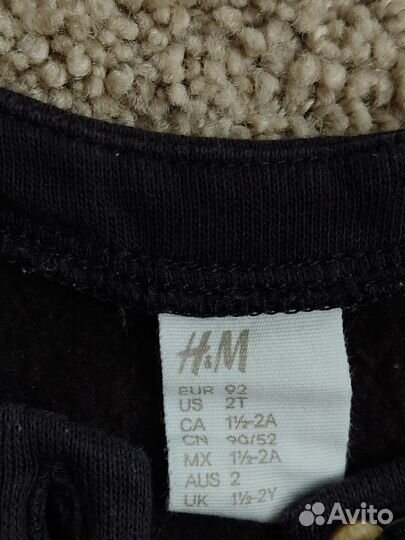 H&M
EUR 92
US 2T
CA 1½-2A
CN 90/52
MX 1½-2A
AUS 2
UK 1½-2Y
Avito